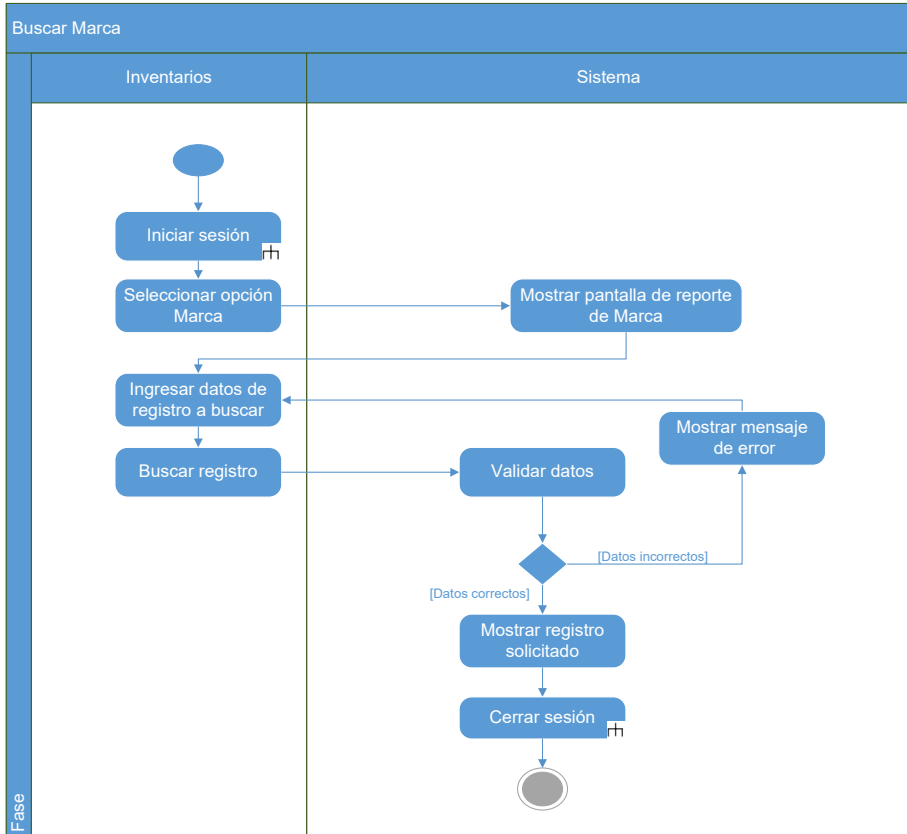 Buscar Marca
Inventarios
Sistema
Iniciar sesión
Seleccionar opción
Marca
Mostrar pantalla de reporte
de Marca
Ingresar datos de
registro a buscar
Mostrar mensaje
de error
Buscar registro
Validar datos
[Datos incorrectos]
[Datos correctos]
Mostrar registro
solicitado
Cerrar sesión
Fase